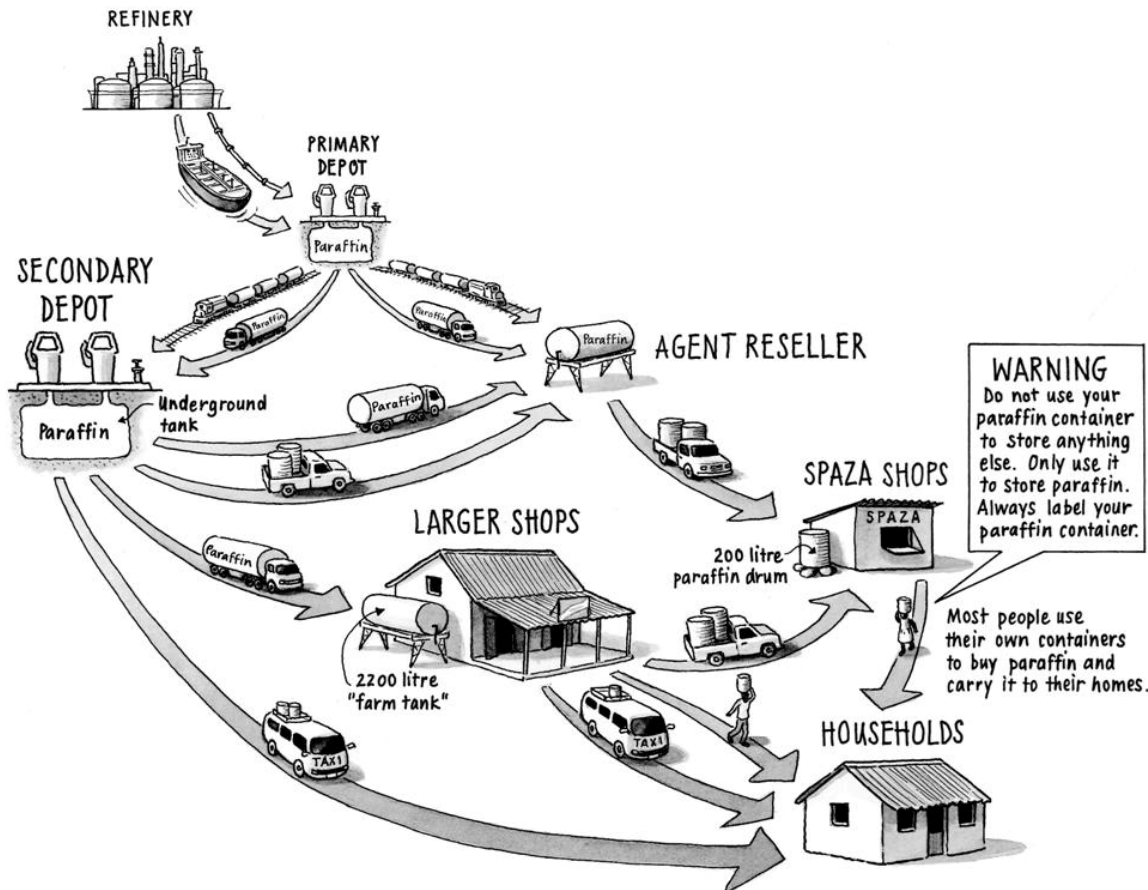 REFINERY
PRIMARY
DEPOT
Paraffin
SECONDARY
DEPOT
Paraffin
Paraffin
Paraffin
AGENT RESELLER
Underground
tank
Paraffin
Paraffin
WARNING
Do not use your
paraffin container
to store anything
else. Only use it
to store paraffin.
Always label your
paraffin container.
SPAZA SHOPS
SPAZA
200 litre
paraffin drum
LARGER SHOPS
Paraffin
2200 litre
"farm tank"
Most people use
their own containers
to buy paraffin and
carry it to their homes.
TAXI
TAXI
HOUSEHOLDS